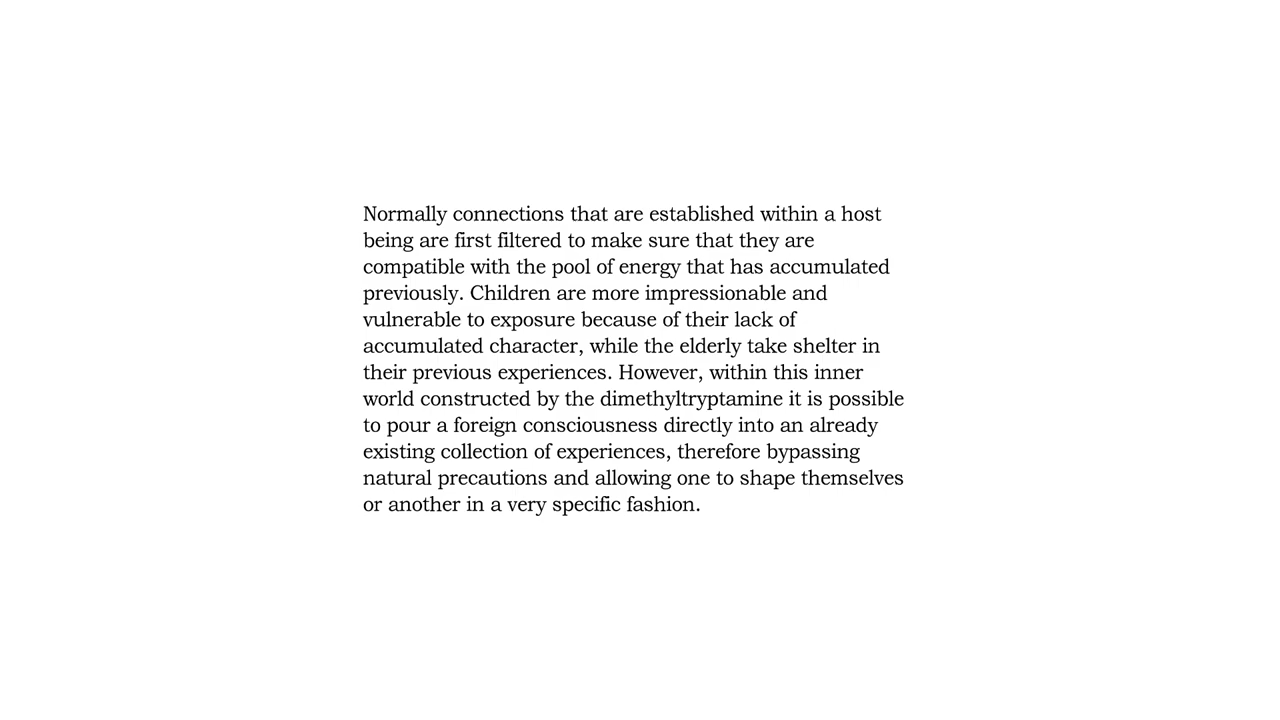 Normally connections that are established within a host
being are first filtered to make sure that they are
compatible with the pool of energy that has accumulated
previously. Children are more impressionable and
vulnerable to exposure because of their lack of
accumulated character, while the elderly take shelter in
their previous experiences. However, within this inner
world constructed by the dimethyltryptamine it is possible
to pour a foreign consciousness directly into an already
existing collection of experiences, therefore bypassing
natural precautions and allowing one to shape themselves
or another in a very specific fashion.